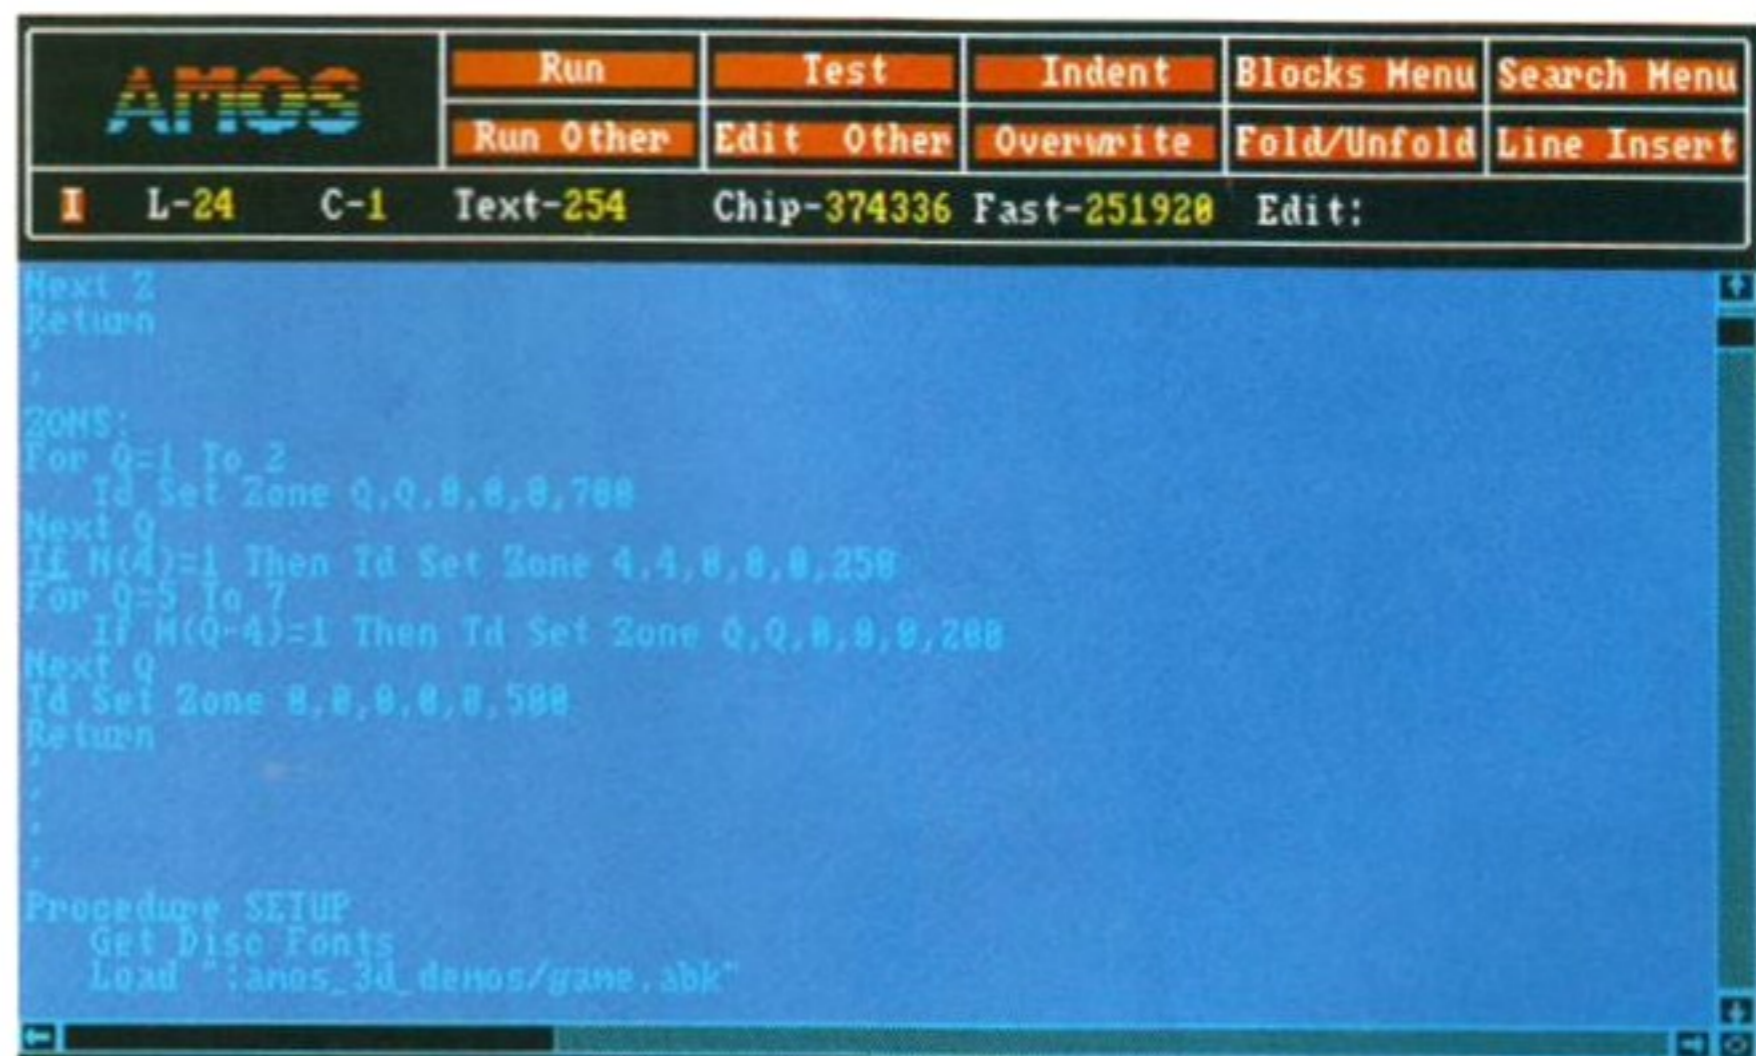 AMOS
Run Test Indent Blocks Menu Search Menu
Run Other Edit Other Overwrite Fold/Unfold Line Insert
I L-24 C-1 Text-254 Chip-374336 Fast-251920 Edit:
Next Z
Return
'
'
ZONS:
For Q=1 To 2
Td Set Zone Q,Q,0,0,0,700
Next Q
If N(4)=1 Then Td Set Zone 4,4,0,0,0,250
For Q=5 To 7
If N(Q-4)=1 Then Td Set Zone Q,Q,0,0,0,200
Next Q
Td Set Zone 8,8,0,0,0,500
Return
'
'
'
'
Procedure SETUP
Get Disc Fonts
Load ":amos_3d_demos/game.abk"